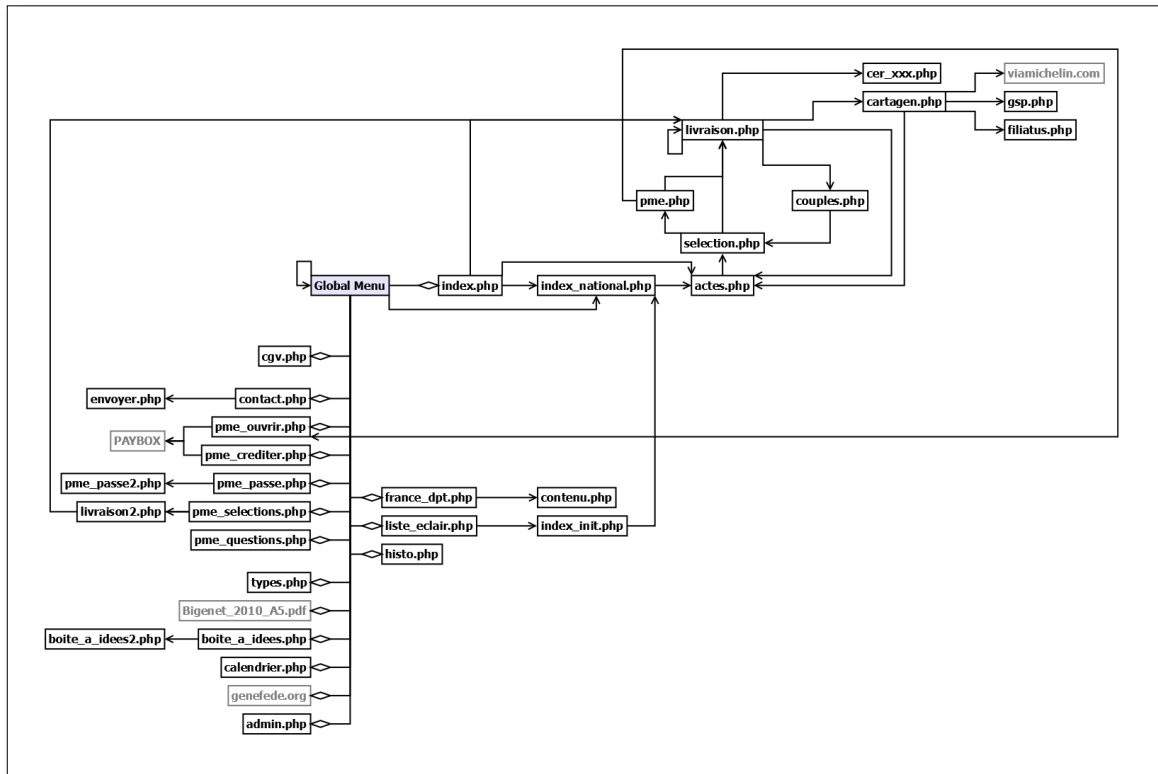 cer_xxx.php
viamichelin.com
cartagen.php
gsp.php
livraison.php
filiatus.php
pme.php
couples.php
selection.php
Global Menu
index.php
index_national.php
actes.php
cgv.php
envoyer.php
contact.php
pme_ouvrir.php
PAYBOX
pme_crediter.php
pme_passe2.php
pme_passe.php
france_dpt.php
contenu.php
livraison2.php
pme_selections.php
liste_eclair.php
index_init.php
pme_questions.php
histo.php
types.php
Bigenet_2010_A5.pdf
boite_a_idees2.php
boite_a_idees.php
calendrier.php
genefede.org
admin.php